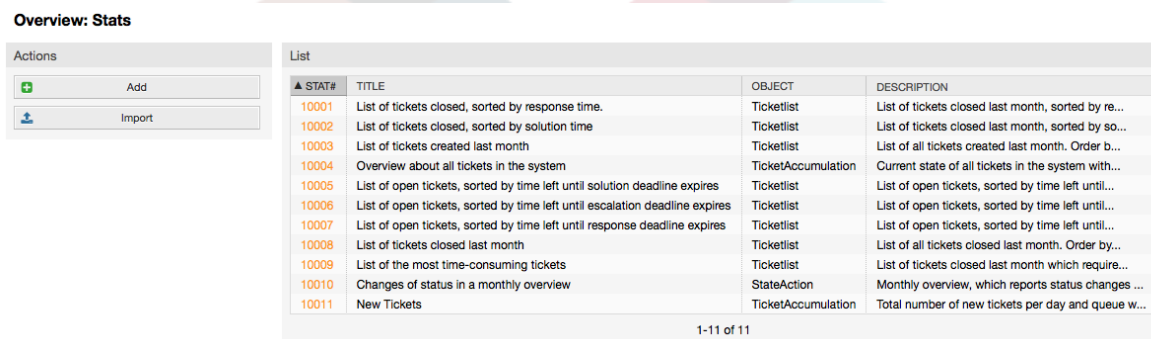 Overview: Stats
Actions
Add
Import
List
▲ STAT# TITLE OBJECT DESCRIPTION
10001 List of tickets closed, sorted by response time. Ticketlist List of tickets closed last month, sorted by re...
10002 List of tickets closed, sorted by solution time Ticketlist List of tickets closed last month, sorted by so...
10003 List of tickets created last month Ticketlist List of all tickets created last month. Order b...
10004 Overview about all tickets in the system TicketAccumulation Current state of all tickets in the system with...
10005 List of open tickets, sorted by time left until solution deadline expires Ticketlist List of open tickets, sorted by time left until...
10006 List of open tickets, sorted by time left until escalation deadline expires Ticketlist List of open tickets, sorted by time left until...
10007 List of open tickets, sorted by time left until response deadline expires Ticketlist List of open tickets, sorted by time left until...
10008 List of tickets closed last month Ticketlist List of all tickets closed last month. Order by...
10009 List of the most time-consuming tickets Ticketlist List of tickets closed last month which require...
10010 Changes of status in a monthly overview StateAction Monthly overview, which reports status changes ...
10011 New Tickets TicketAccumulation Total number of new tickets per day and queue w...
1-11 of 11